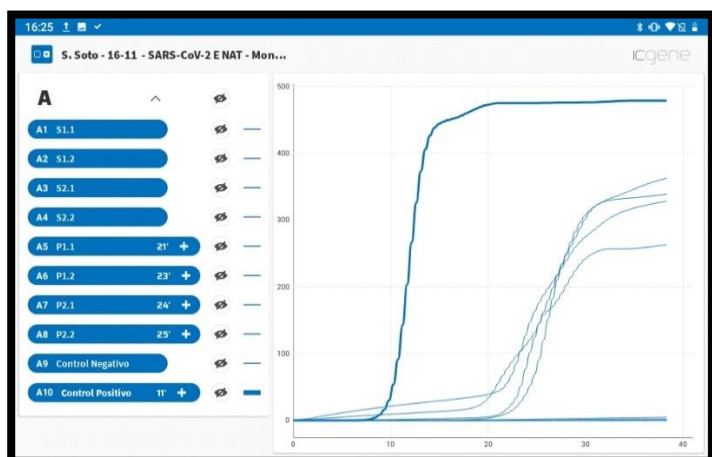 16:25
S. Soto - 16-11 - SARS-CoV-2 E NAT - Mon...
ICgene
A
A1 S1.1
A2 S1.2
A3 S2.1
A4 S2.2
A5 P1.1 21' +
A6 P1.2 23' +
A7 P2.1 24' +
A8 P2.2 25' +
A9 Control Negativo
A10 Control Positivo 11' +
500
400
300
200
100
0
0 10 20 30 40